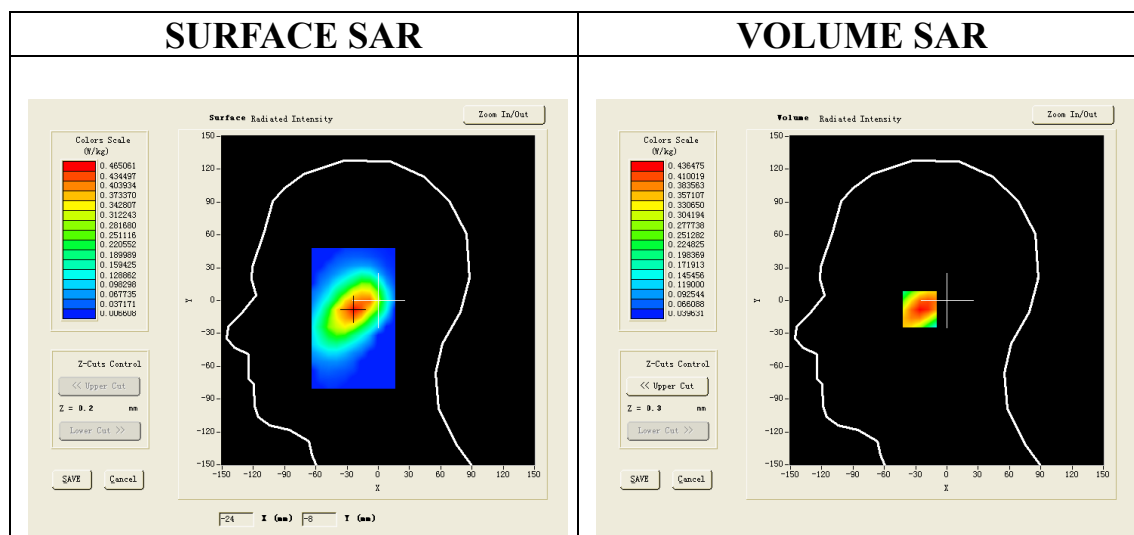 SURFACE SAR
VOLUME SAR
Surface Radiated Intensity
Zoom In/Out
Colors Scale
(W/kg)
0.465061
0.434497
0.403934
0.373370
0.342807
0.312243
0.281680
0.251116
0.220552
0.189989
0.159425
0.128862
0.098298
0.067735
0.037171
0.006608
150
120
90
60
30
0
-30
-60
-90
-120
-150
Y
-150 -120 -90 -60 -30 0 30 60 90 120 150
X
Z-Cuts Control
<< Upper Cut
Z = 0.2 mm
Lower Cut >>
SAVE Cancel
-24 X (mm) -8 Y (mm)
Volume Radiated Intensity
Zoom In/Out
Colors Scale
(W/kg)
0.436475
0.410019
0.383563
0.357107
0.330650
0.304194
0.277738
0.251282
0.224825
0.198369
0.171913
0.145456
0.119000
0.092544
0.066088
0.039631
150
120
90
60
30
0
-30
-60
-90
-120
-150
Y
-150 -120 -90 -60 -30 0 30 60 90 120 150
X
Z-Cuts Control
<< Upper Cut
Z = 0.3 mm
Lower Cut >>
SAVE Cancel